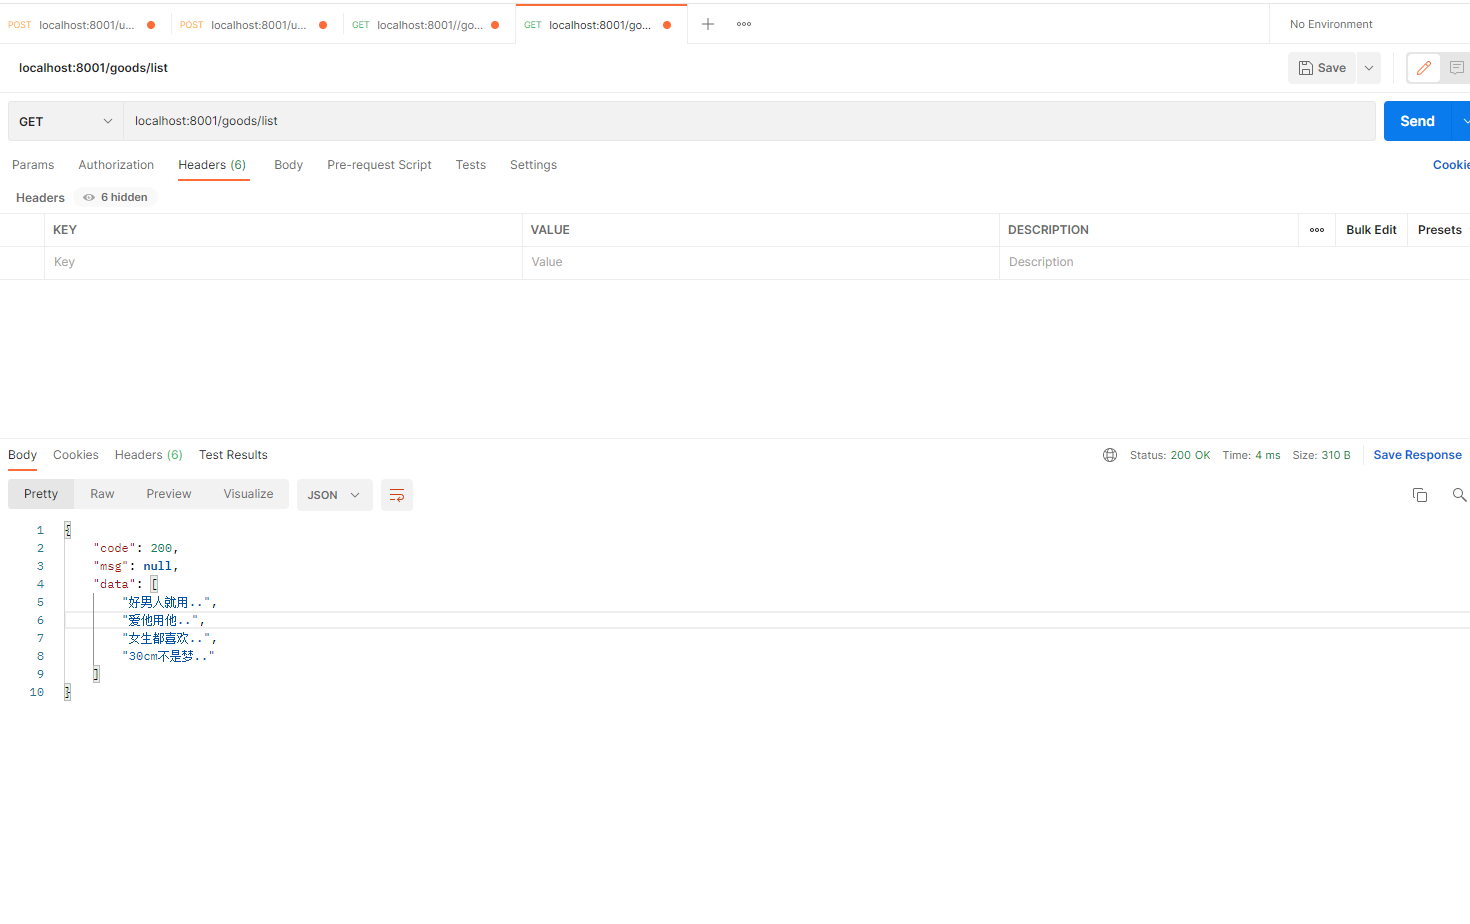 POST localhost:8001/u... POST localhost:8001/u... GET localhost:8001//go... GET localhost:8001/go... No Environment
localhost:8001/goods/list Save
GET localhost:8001/goods/list Send
Params Authorization Headers (6) Body Pre-request Script Tests Settings Cookie
Headers 6 hidden
KEY VALUE DESCRIPTION Bulk Edit Presets
Key Value Description
Body Cookies Headers (6) Test Results Status: 200 OK Time: 4 ms Size: 310 B Save Response
Pretty Raw Preview Visualize JSON
1 {
2 "code": 200,
3 "msg": null,
4 "data": [
5 "好男人就用..",
6 "爱他用他..",
7 "女生都喜欢..",
8 "30cm不是梦.."
9 ]
10 }